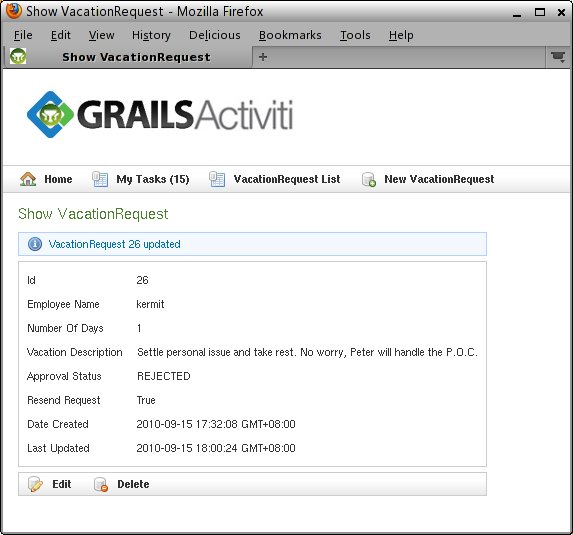 Show VacationRequest - Mozilla Firefox
File Edit View History Delicious Bookmarks Tools Help
Show VacationRequest
GRAILSActiviti
Home My Tasks (15) VacationRequest List New VacationRequest
Show VacationRequest
VacationRequest 26 updated
Id 26
Employee Name kermit
Number Of Days 1
Vacation Description Settle personal issue and take rest. No worry, Peter will handle the P.O.C.
Approval Status REJECTED
Resend Request True
Date Created 2010-09-15 17:32:08 GMT+08:00
Last Updated 2010-09-15 18:00:24 GMT+08:00
Edit Delete